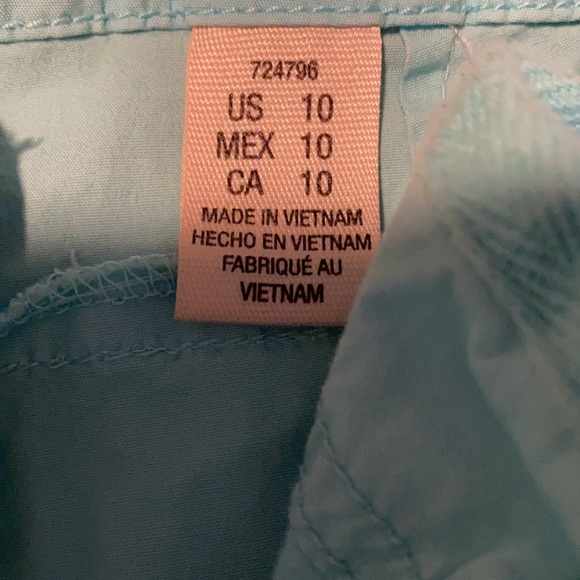 724796
US 10
MEX 10
CA 10
MADE IN VIETNAM
HECHO EN VIETNAM
FABRIQUÉ AU
VIETNAM